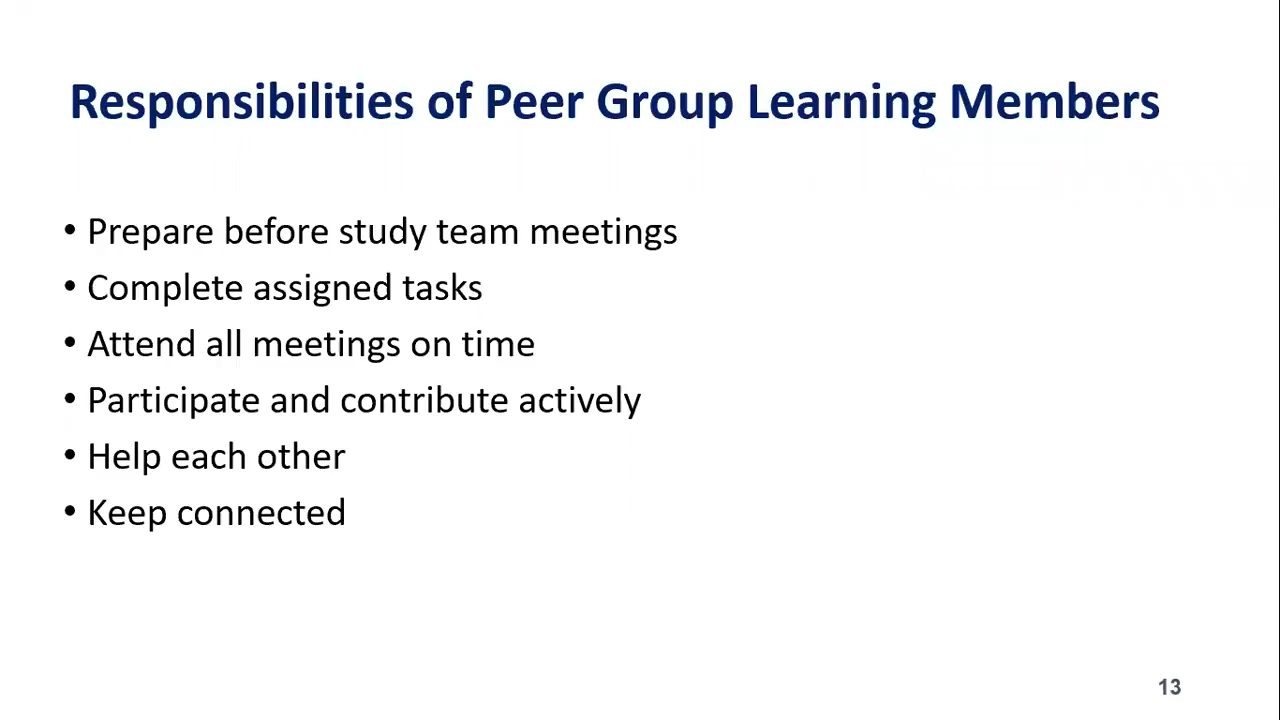 Responsibilities of Peer Group Learning Members
• Prepare before study team meetings
• Complete assigned tasks
• Attend all meetings on time
• Participate and contribute actively
• Help each other
• Keep connected
13